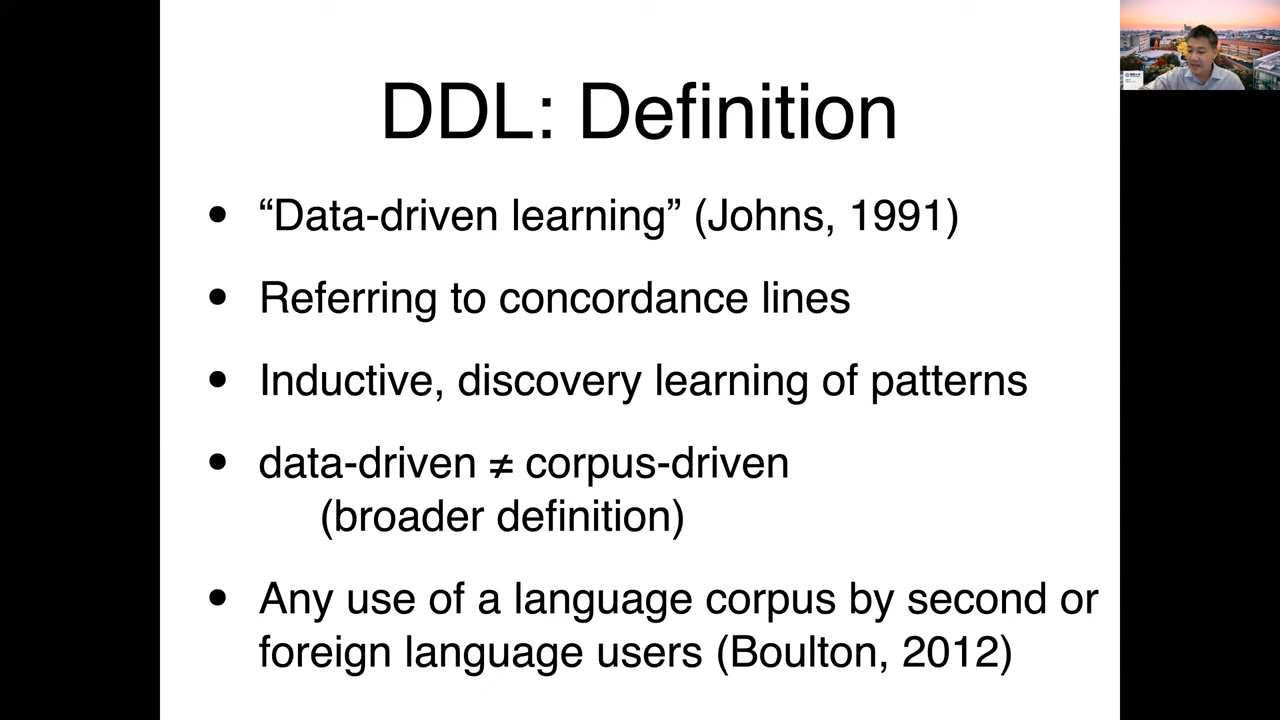 DDL: Definition
• “Data-driven learning” (Johns, 1991)
• Referring to concordance lines
• Inductive, discovery learning of patterns
• data-driven ≠ corpus-driven
(broader definition)
• Any use of a language corpus by second or
foreign language users (Boulton, 2012)